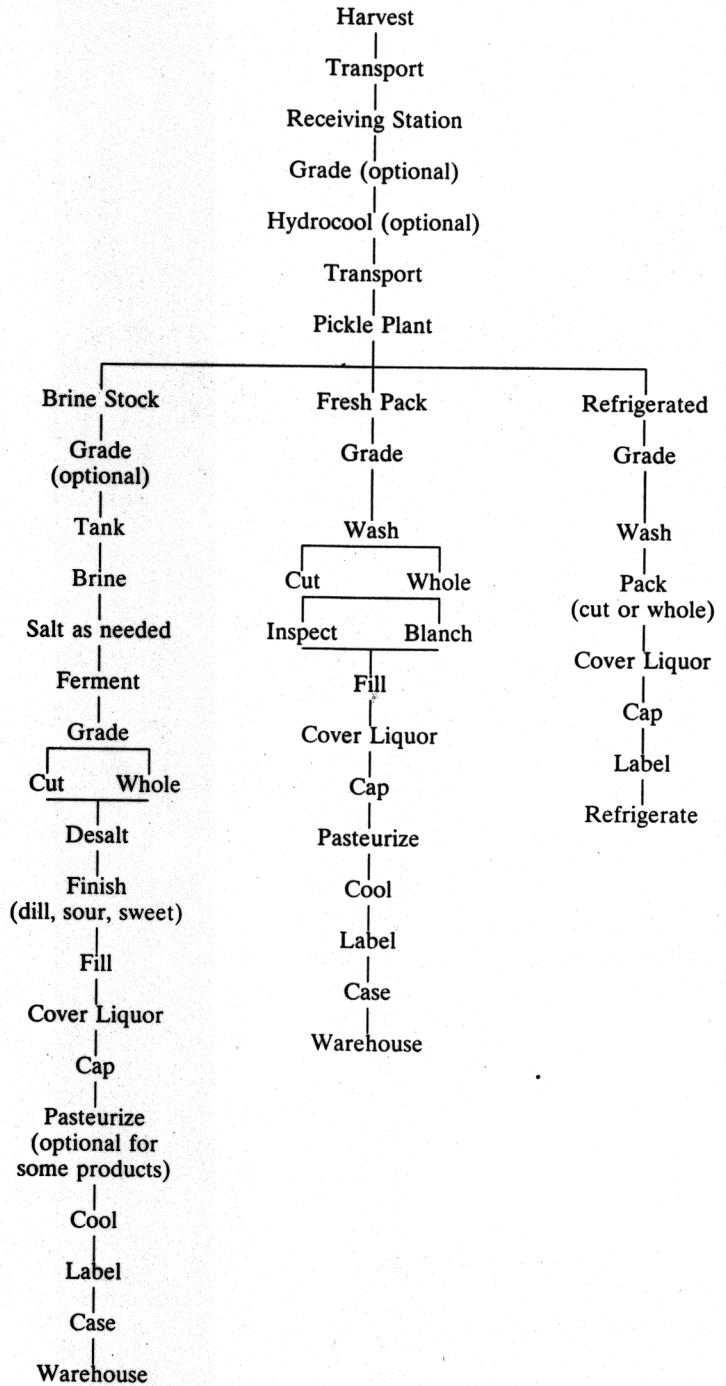 Harvest
Transport
Receiving Station
Grade (optional)
Hydrocool (optional)
Transport
Pickle Plant
Brine Stock
Grade
(optional)
Tank
Brine
Salt as needed
Ferment
Grade
Cut Whole
Desalt
Finish
(dill, sour, sweet)
Fill
Cover Liquor
Cap
Pasteurize
(optional for
some products)
Cool
Label
Case
Warehouse
Fresh Pack
Grade
Wash
Cut Whole
Inspect Blanch
Fill
Cover Liquor
Cap
Pasteurize
Cool
Label
Case
Warehouse
Refrigerated
Grade
Wash
Pack
(cut or whole)
Cover Liquor
Cap
Label
Refrigerate